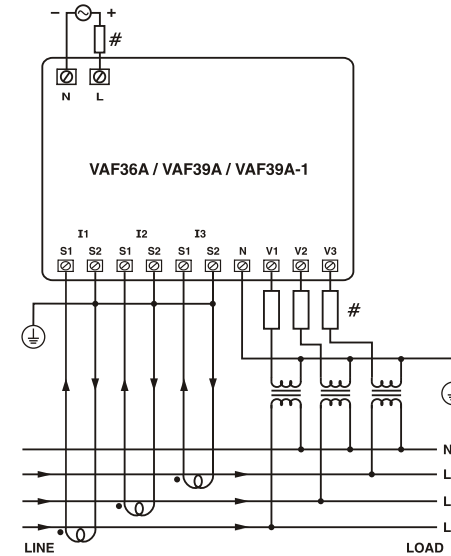 − +
#
N L
VAF36A / VAF39A / VAF39A-1
I1 I2 I3
S1 S2 S1 S2 S1 S2 N V1 V2 V3
#
N
L
L
L
LINE LOAD